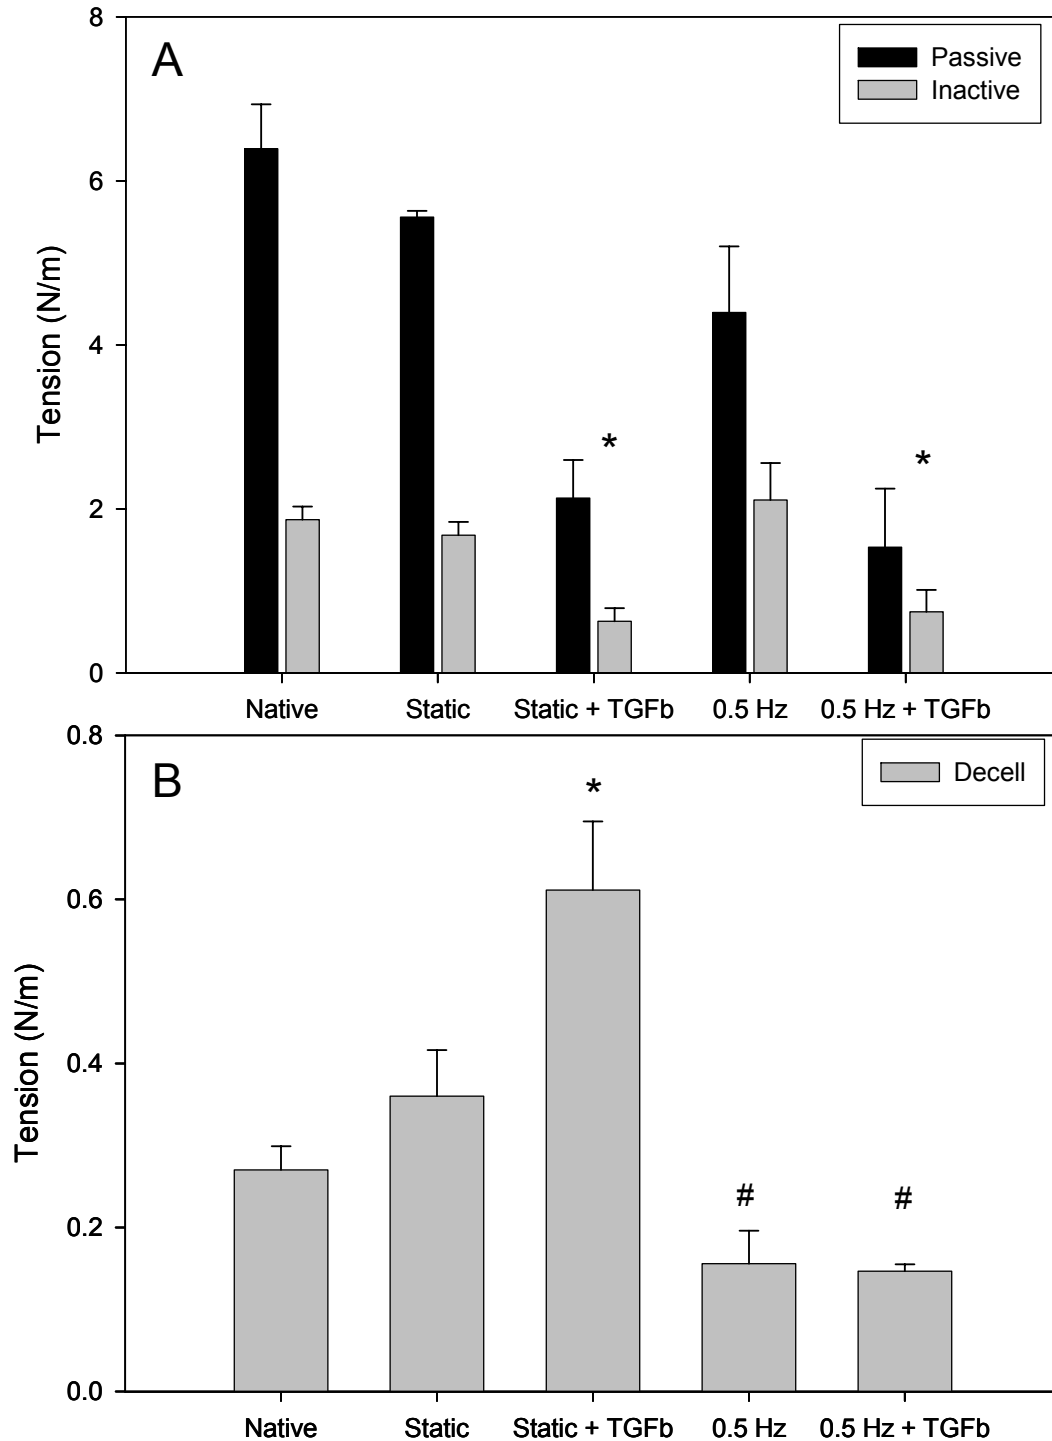 A
Passive
Inactive
8
6
4
2
0
Tension (N/m)
*
*
Native Static Static + TGFb 0.5 Hz 0.5 Hz + TGFb
B
Decell
0.8
0.6
0.4
0.2
0.0
Tension (N/m)
*
#
#
Native Static Static + TGFb 0.5 Hz 0.5 Hz + TGFb